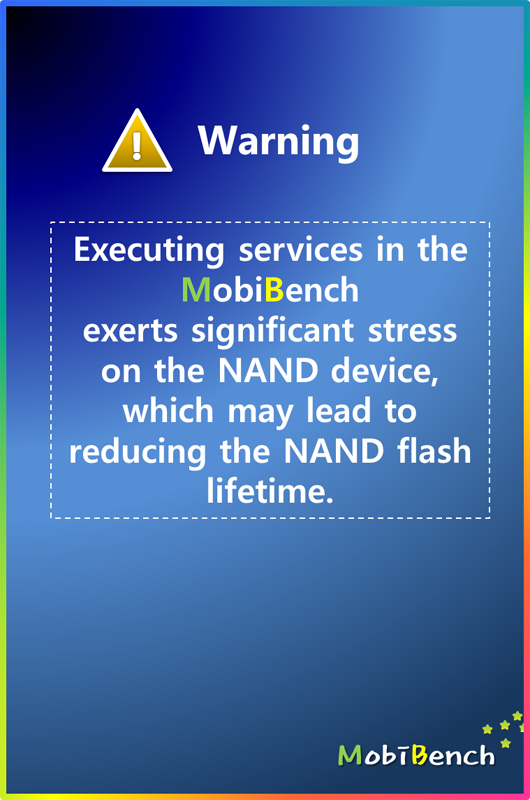 Warning
Executing services in the
MobiBench
exerts significant stress
on the NAND device,
which may lead to
reducing the NAND flash
lifetime.
MobiBench